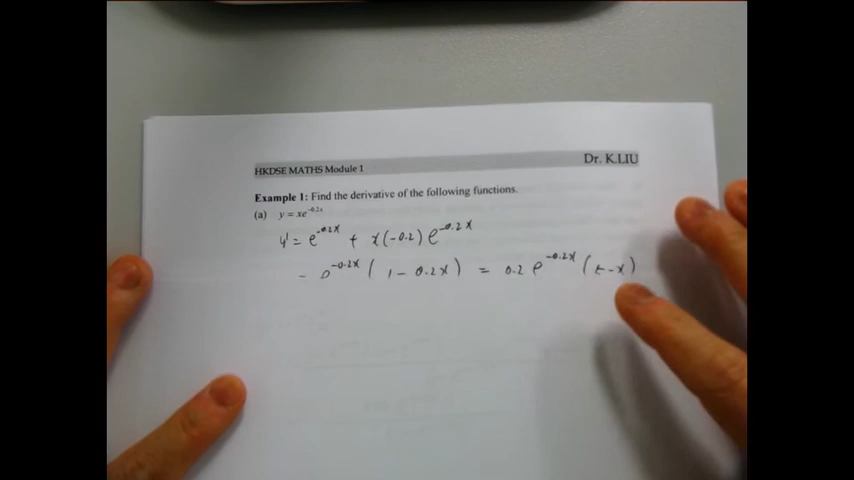 HKDSE MATHS Module 1 Dr. K.LIU
Example 1: Find the derivative of the following functions.
(a) y = xe^{-0.2x}
y' = e^{-0.2x} + x(-0.2) e^{-0.2x}
= e^{-0.2x} (1 - 0.2x) = 0.2 e^{-0.2x} (5 - x)